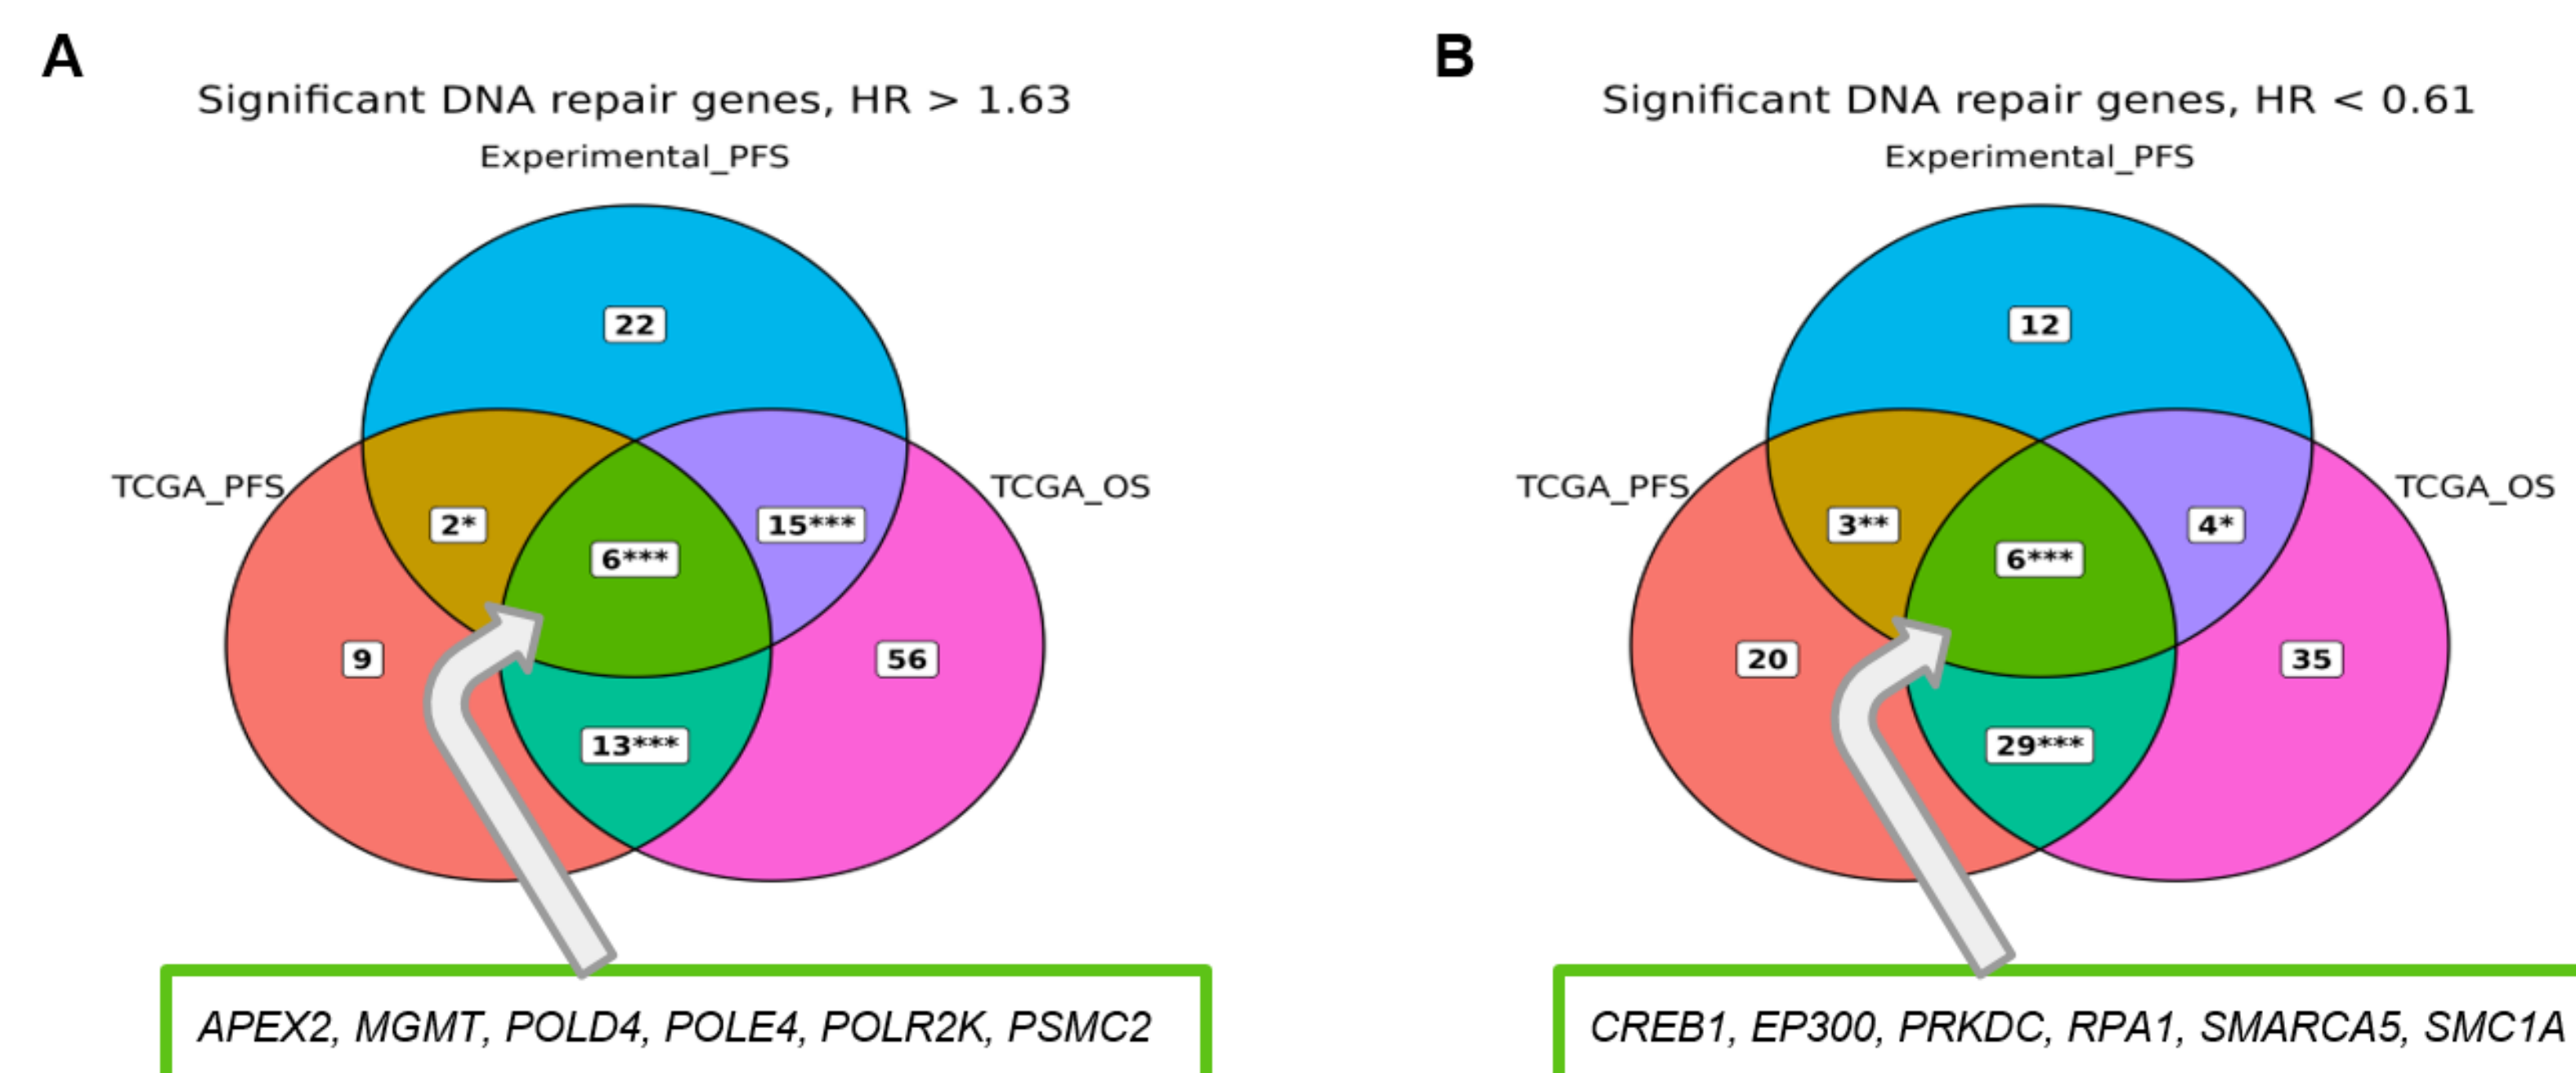 A
Significant DNA repair genes, HR > 1.63
Experimental_PFS
22
TCGA_PFS
TCGA_OS
2*
15***
6***
9
56
13***
APEX2, MGMT, POLD4, POLE4, POLR2K, PSMC2
B
Significant DNA repair genes, HR < 0.61
Experimental_PFS
12
TCGA_PFS
TCGA_OS
3**
4*
6***
20
35
29***
CREB1, EP300, PRKDC, RPA1, SMARCA5, SMC1A